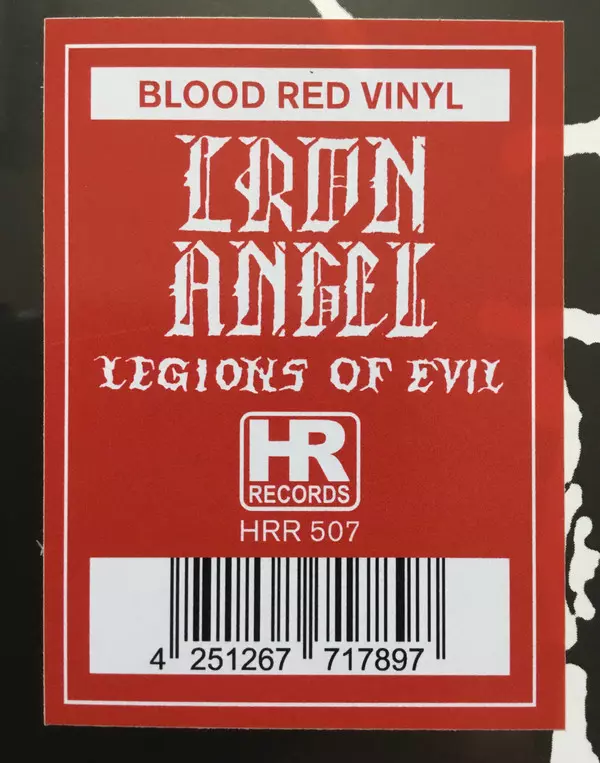 BLOOD RED VINYL
IRON
ANGEL
LEGIONS OF EVIL
HR
RECORDS
HRR 507
4 251267 717897